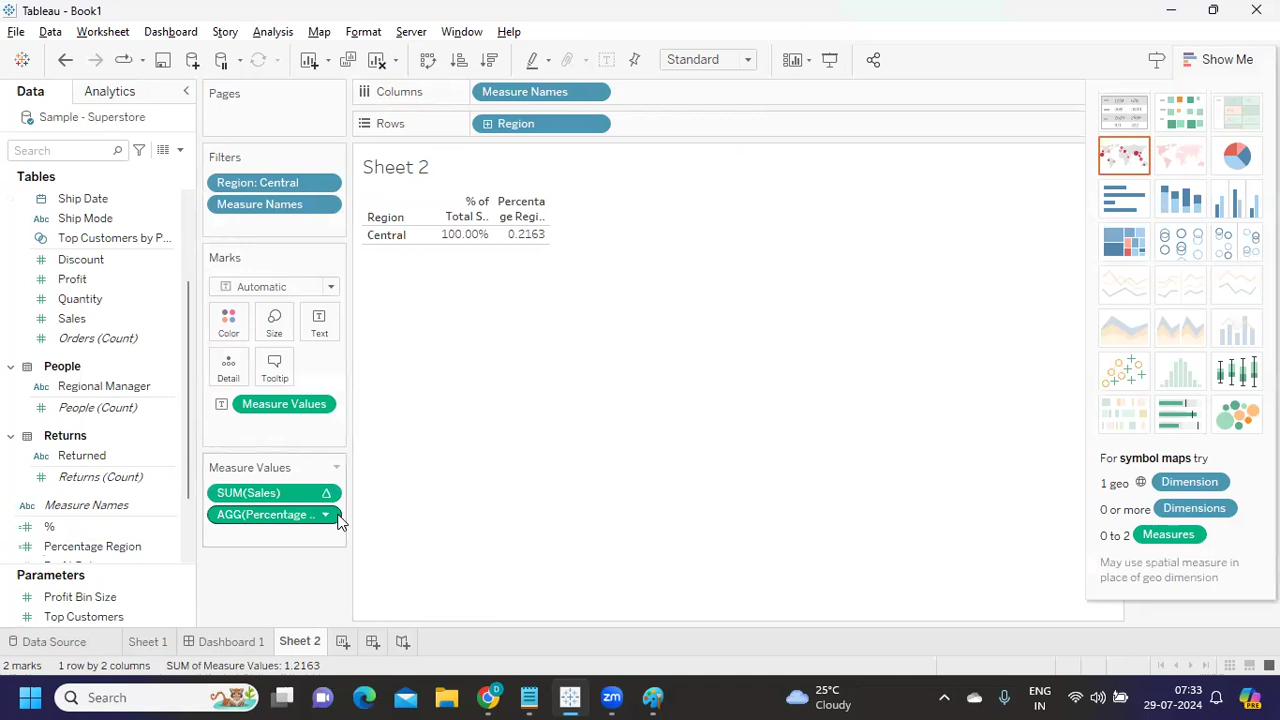 Tableau - Book1
File Data Worksheet Dashboard Story Analysis Map Format Server Window Help
Standard
Show Me
Data Analytics
Sample - Superstore
Search
Tables
Ship Date
Abc Ship Mode
Top Customers by P...
Discount
Profit
Quantity
Sales
Orders (Count)
People
Abc Regional Manager
People (Count)
Returns
Abc Returned
Returns (Count)
Abc Measure Names
%
Percentage Region
Parameters
Profit Bin Size
Top Customers
Pages
Filters
Region: Central
Measure Names
Marks
Automatic
Color Size Text
Detail Tooltip
Measure Values
Measure Values
SUM(Sales)
AGG(Percentage ..
Columns Measure Names
Rows Region
Sheet 2
% of Percenta
Region Total S.. ge Regi..
Central 100.00% 0.2163
For symbol maps try
1 geo Dimension
0 or more Dimensions
0 to 2 Measures
May use spatial measure in
place of geo dimension
Data Source Sheet 1 Dashboard 1 Sheet 2
2 marks 1 row by 2 columns SUM of Measure Values: 1.2163
Search
25°C
Cloudy
ENG
IN
07:33
29-07-2024